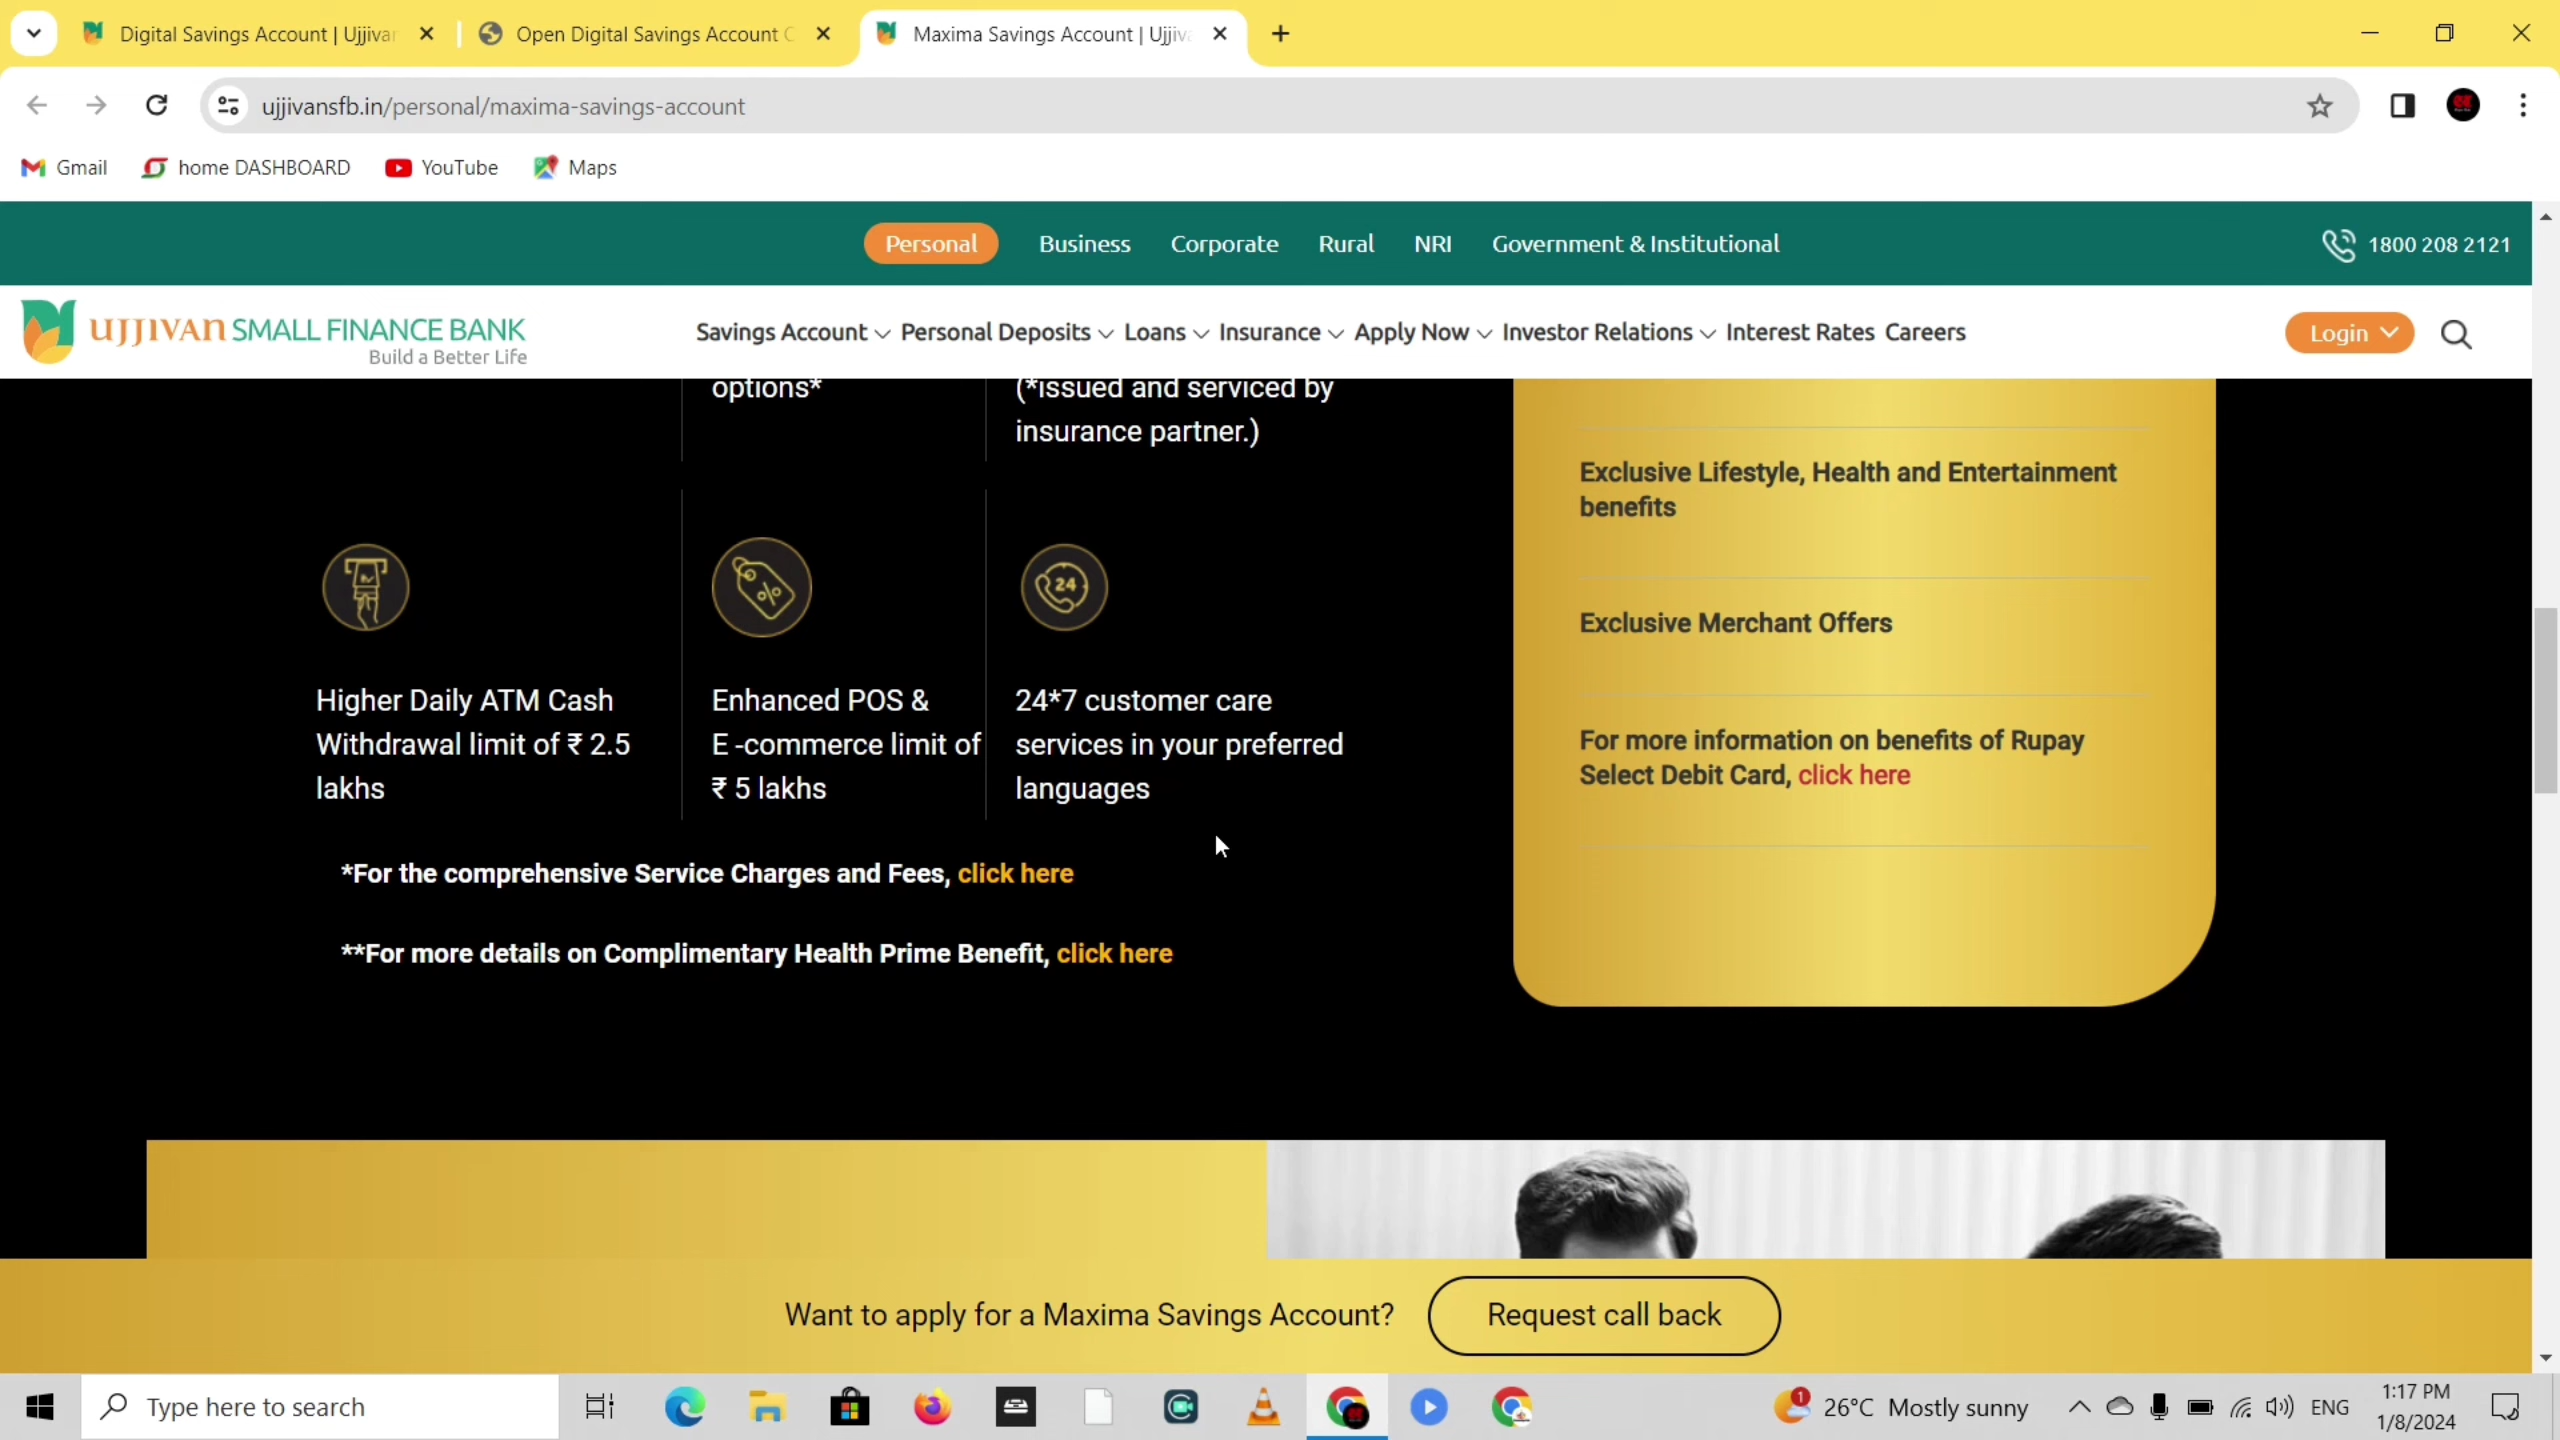 Digital Savings Account | Ujjivan
Open Digital Savings Account O
Maxima Savings Account | Ujjiva
ujjivansfb.in/personal/maxima-savings-account
Gmail
home DASHBOARD
YouTube
Maps
Personal
Business
Corporate
Rural
NRI
Government & Institutional
1800 208 2121
UJJIVAN SMALL FINANCE BANK
Build a Better Life
Savings Account
Personal Deposits
Loans
Insurance
Apply Now
Investor Relations
Interest Rates
Careers
Login
options*
(*issued and serviced by
insurance partner.)
Higher Daily ATM Cash
Withdrawal limit of ₹ 2.5
lakhs
Enhanced POS &
E -commerce limit of
₹ 5 lakhs
24
24*7 customer care
services in your preferred
languages
*For the comprehensive Service Charges and Fees, click here
**For more details on Complimentary Health Prime Benefit, click here
Exclusive Lifestyle, Health and Entertainment
benefits
Exclusive Merchant Offers
For more information on benefits of Rupay
Select Debit Card, click here
Want to apply for a Maxima Savings Account?
Request call back
Type here to search
1
26°C Mostly sunny
ENG
1:17 PM
1/8/2024